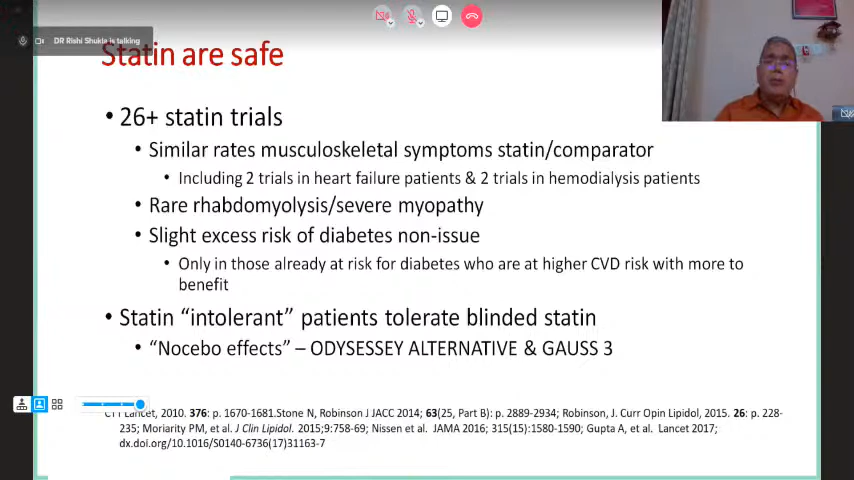 DR Rishi Shukla is talking
Statin are safe
• 26+ statin trials
• Similar rates musculoskeletal symptoms statin/comparator
• Including 2 trials in heart failure patients & 2 trials in hemodialysis patients
• Rare rhabdomyolysis/severe myopathy
• Slight excess risk of diabetes non-issue
• Only in those already at risk for diabetes who are at higher CVD risk with more to
benefit
• Statin “intolerant” patients tolerate blinded statin
• “Nocebo effects” – ODYSESSEY ALTERNATIVE & GAUSS 3
CTT Lancet, 2010. 376: p. 1670-1681.Stone N, Robinson J JACC 2014; 63(25, Part B): p. 2889-2934; Robinson, J. Curr Opin Lipidol, 2015. 26: p. 228-
235; Moriarity PM, et al. J Clin Lipidol. 2015;9:758-69; Nissen et al. JAMA 2016; 315(15):1580-1590; Gupta A, et al. Lancet 2017;
dx.doi.org/10.1016/S0140-6736(17)31163-7